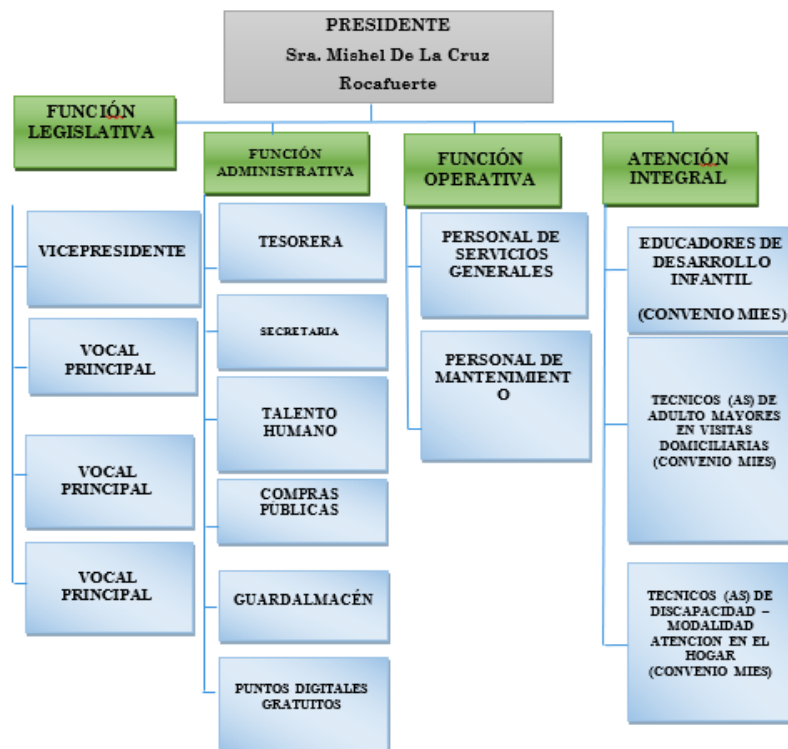 PRESIDENTE
Sra. Mishel De La Cruz
Rocafuerte
FUNCIÓN
LEGISLATIVA
VICEPRESIDENTE
VOCAL
PRINCIPAL
VOCAL
PRINCIPAL
VOCAL
PRINCIPAL
FUNCIÓN
ADMINISTRATIVA
TESORERA
SECRETARIA
TALENTO
HUMANO
COMPRAS
PÚBLICAS
GUARDALMACÉN
PUNTOS DIGITALES
GRATUITOS
FUNCIÓN
OPERATIVA
PERSONAL DE
SERVICIOS
GENERALES
PERSONAL DE
MANTENIMIENT
O
ATENCIÓN
INTEGRAL
EDUCADORES DE
DESARROLLO
INFANTIL
(CONVENIO MIES)
TECNICOS (AS) DE
ADULTO MAYORES
EN VISITAS
DOMICILIARIAS
(CONVENIO MIES)
TECNICOS (AS) DE
DISCAPACIDAD –
MODALIDAD
ATENCION EN EL
HOGAR
(CONVENIO MIES)